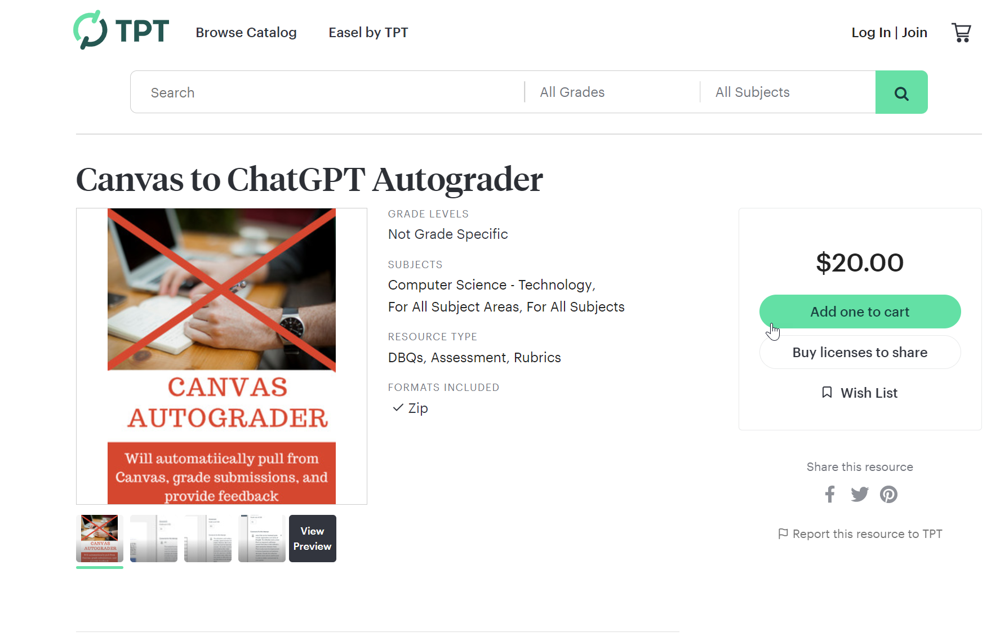 TPT
Browse Catalog
Easel by TPT
Log In | Join
Search
All Grades
All Subjects
Canvas to ChatGPT Autograder
CANVAS
AUTOGRADER
Will automatiically pull from
Canvas, grade submissions, and
provide feedback
CANVAS
AUTOGRADER
View
Preview
GRADE LEVELS
Not Grade Specific
SUBJECTS
Computer Science - Technology,
For All Subject Areas, For All Subjects
RESOURCE TYPE
DBQs, Assessment, Rubrics
FORMATS INCLUDED
Zip
$20.00
Add one to cart
Buy licenses to share
Wish List
Share this resource
Report this resource to TPT